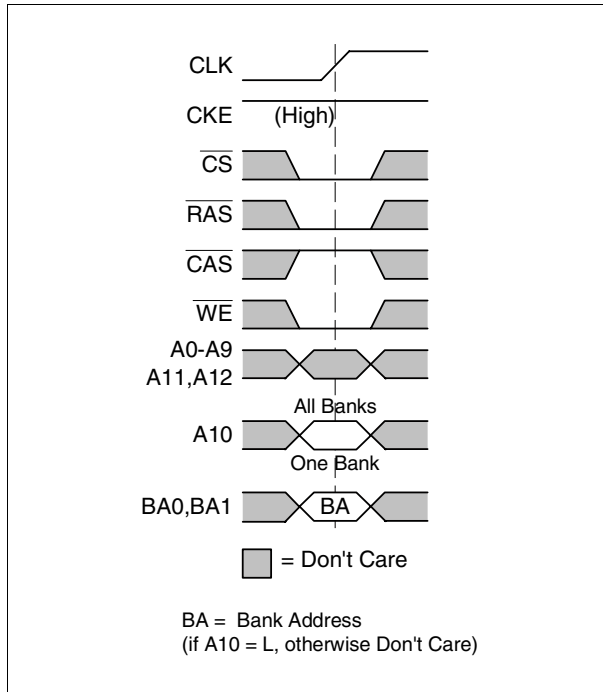 CLK
CKE (High)
CS
RAS
CAS
WE
A0-A9
A11,A12
All Banks
A10
One Bank
BA0,BA1 BA
= Don't Care
BA = Bank Address
(if A10 = L, otherwise Don't Care)